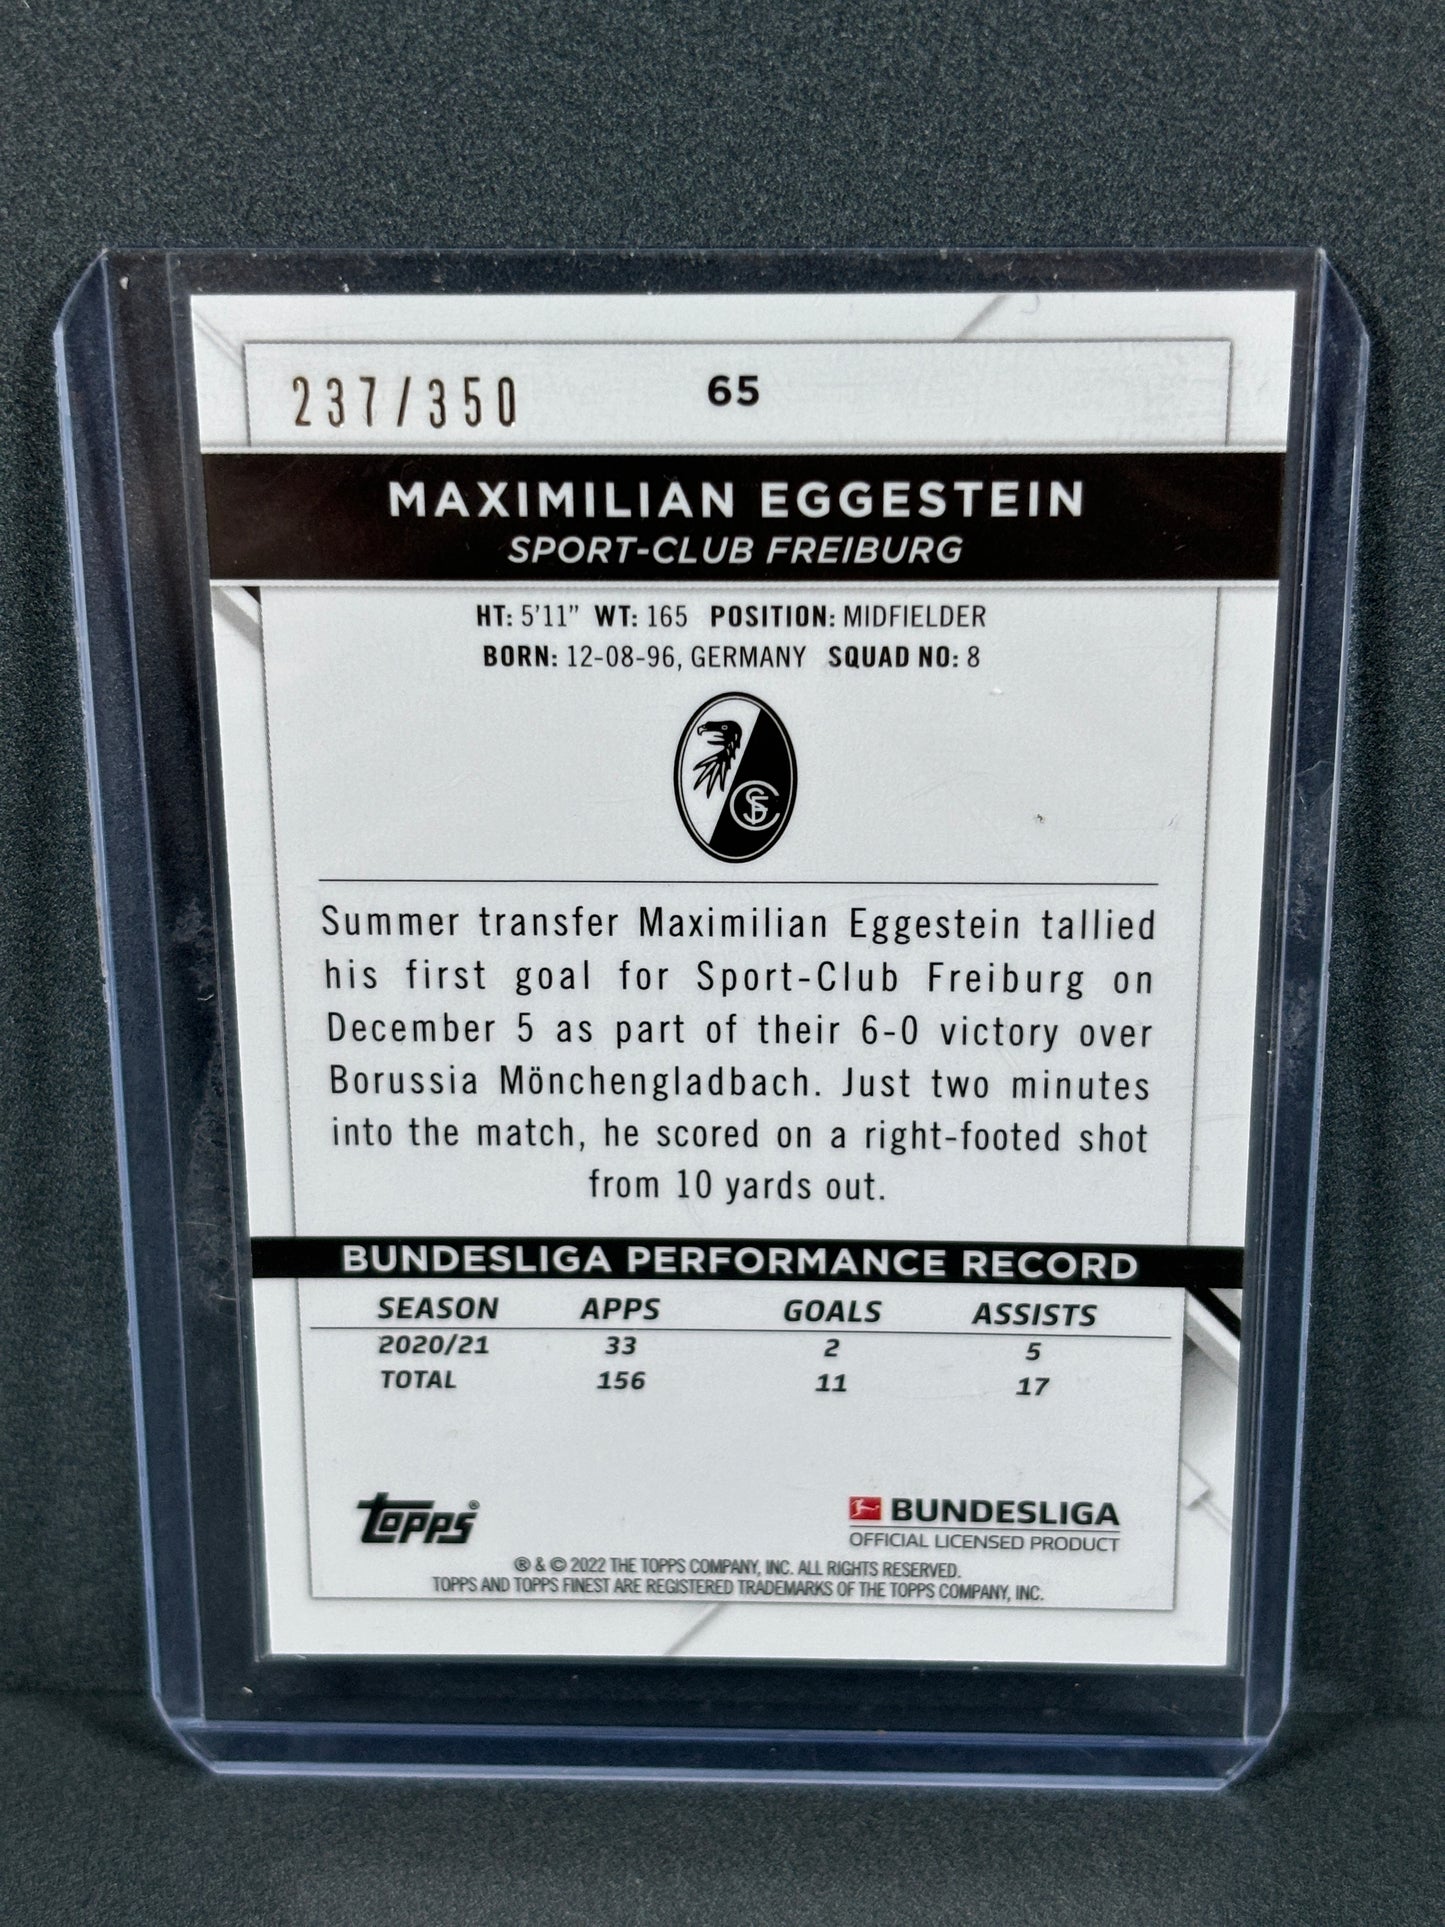 237/350
65
MAXIMILIAN EGGESTEIN
SPORT-CLUB FREIBURG
HT: 5'11" WT: 165 POSITION: MIDFIELDER
BORN: 12-08-96, GERMANY SQUAD NO: 8
SCF
Summer transfer Maximilian Eggestein tallied
his first goal for Sport-Club Freiburg on
December 5 as part of their 6-0 victory over
Borussia Mönchengladbach. Just two minutes
into the match, he scored on a right-footed shot
from 10 yards out.
BUNDESLIGA PERFORMANCE RECORD
SEASON APPS GOALS ASSISTS
2020/21 33 2 5
TOTAL 156 11 17
topps®
BUNDESLIGA
OFFICIAL LICENSED PRODUCT
® & © 2022 THE TOPPS COMPANY, INC. ALL RIGHTS RESERVED.
TOPPS AND TOPPS FINEST ARE REGISTERED TRADEMARKS OF THE TOPPS COMPANY, INC.